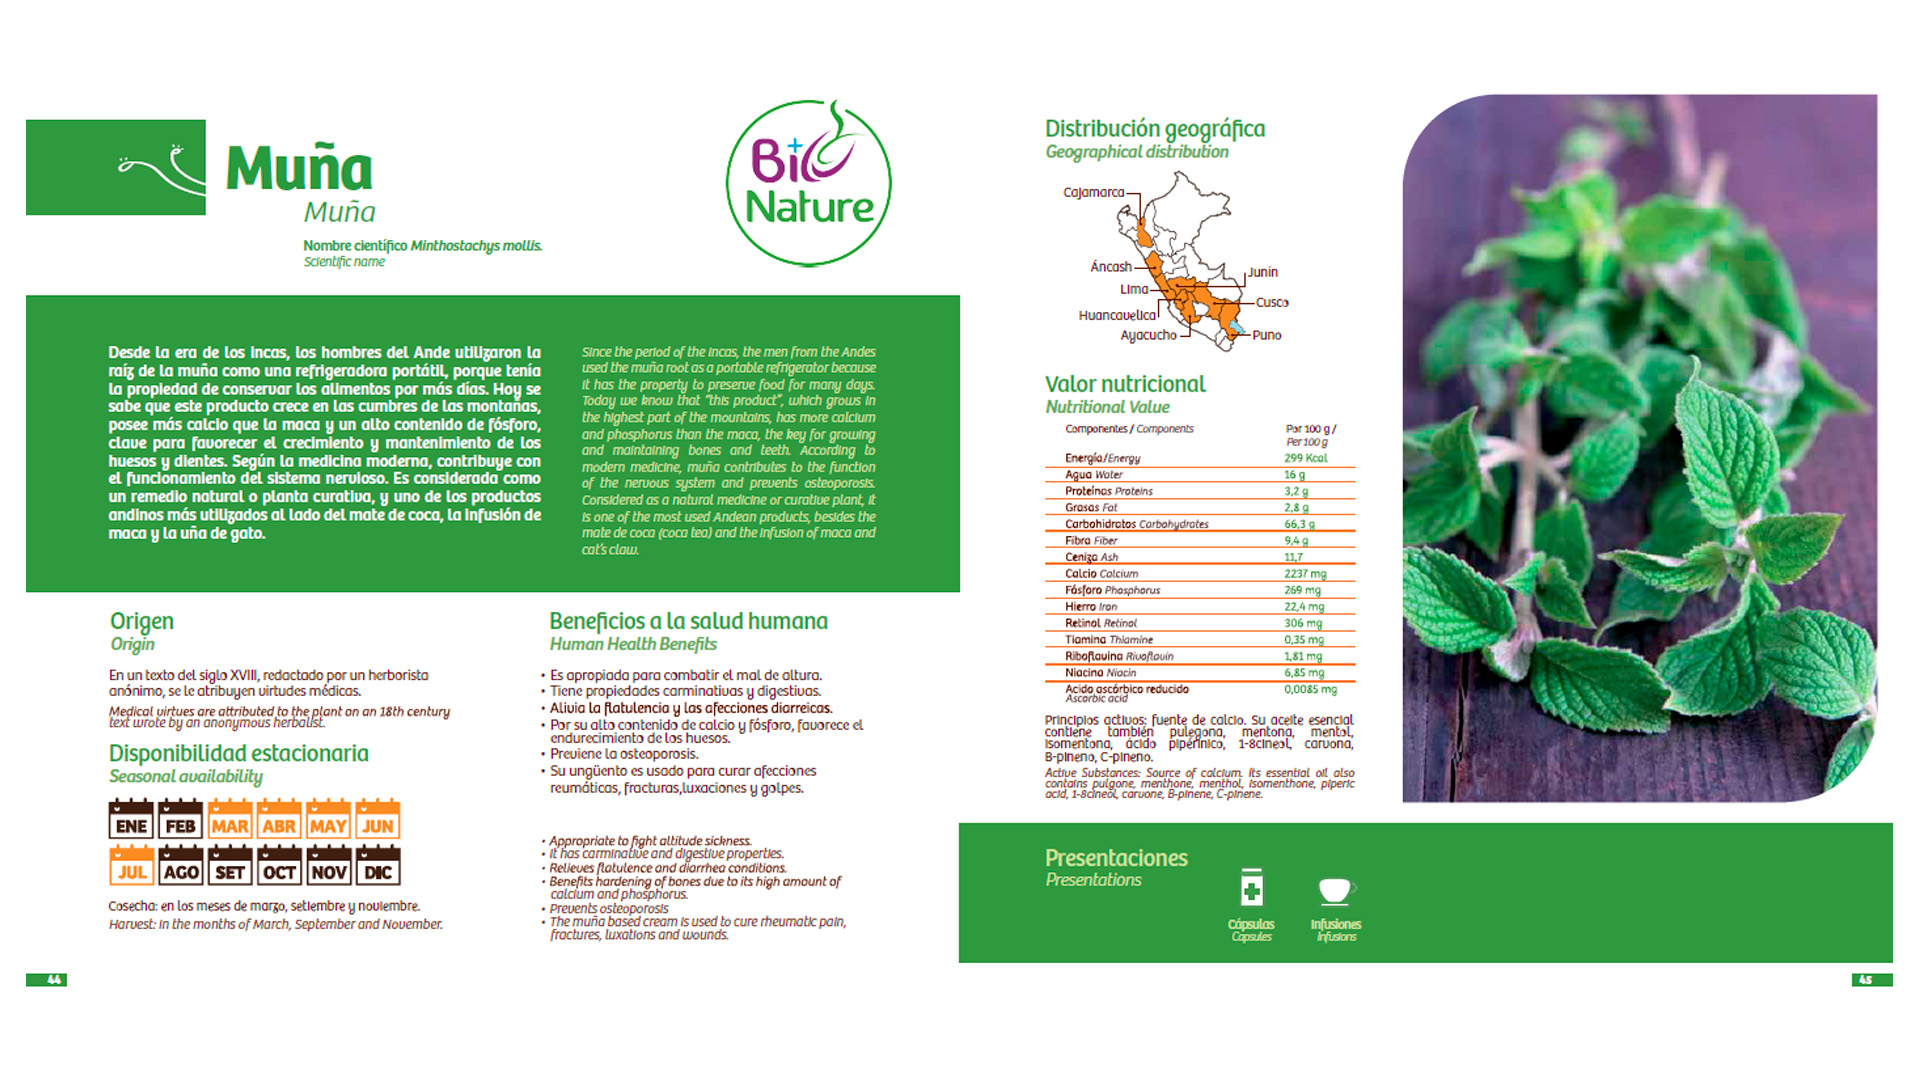 Muña
Muña
Nombre científico Minthostachys mollis.
Scientific name
Bi+O
Nature
Desde la era de los incas, los hombres del Ande utilizaron la
raíz de la muña como una refrigeradora portátil, porque tenía
la propiedad de conservar los alimentos por más días. Hoy se
sabe que este producto crece en las cumbres de las montañas,
posee más calcio que la maca y un alto contenido de fósforo,
clave para favorecer el crecimiento y mantenimiento de los
huesos y dientes. Según la medicina moderna, contribuye con
el funcionamiento del sistema nervioso. Es considerada como
un remedio natural o planta curativa, y uno de los productos
andinos más utilizados al lado del mate de coca, la infusión de
maca y la uña de gato.
Since the period of the Incas, the men from the Andes
used the muña root as a portable refrigerator because
it has the property to preserve food for many days.
Today we know that "this product", which grows in
the highest part of the mountains, has more calcium
and phosphorus than the maca, the key for growing
and maintaining bones and teeth. According to
modern medicine, muña contributes to the function
of the nervous system and prevents osteoporosis.
Considered as a natural medicine or curative plant, it
is one of the most used Andean products, besides the
mate de coca (coca tea) and the infusion of maca and
cat's claw.
Origen
Origin
En un texto del siglo XVIII, redactado por un herborista
anónimo, se le atribuyen virtudes médicas.
Medical virtues are attributed to the plant on an 18th century
text wrote by an anonymous herbalist.
Disponibilidad estacionaria
Seasonal availability
ENE FEB MAR ABR MAY JUN
JUL AGO SET OCT NOV DIC
Cosecha: en los meses de marzo, setiembre y noviembre.
Harvest: In the months of March, September and November.
Beneficios a la salud humana
Human Health Benefits
• Es apropiada para combatir el mal de altura.
• Tiene propiedades carminativas y digestivas.
• Alivia la flatulencia y las afecciones diarreicas.
• Por su alto contenido de calcio y fósforo, favorece el
endurecimiento de los huesos.
• Previene la osteoporosis.
• Su ungüento es usado para curar afecciones
reumáticas, fracturas,luxaciones y golpes.
• Appropriate to fight altitude sickness.
• It has carminative and digestive properties.
• Relieves flatulence and diarrhea conditions.
• Benefits hardening of bones due to its high amount of
calcium and phosphorus.
• Prevents osteoporosis
• The muña based cream is used to cure rheumatic pain,
fractures, luxations and wounds.
44
Distribución geográfica
Geographical distribution
Cajamarca
Áncash
Junín
Lima
Cusco
Huancavelica
Ayacucho
Puno
Valor nutricional
Nutritional Value
Componentes / Components Por 100 g /
Per 100 g
Energía/Energy 299 Kcal
Agua Water 16 g
Proteínas Proteins 3,2 g
Grasas Fat 2,8 g
Carbohidratos Carbohydrates 66,3 g
Fibra Fiber 9,4 g
Ceniza Ash 11,7
Calcio Calcium 2237 mg
Fósforo Phosphorus 269 mg
Hierro Iron 22,4 mg
Retinol Retinol 306 mg
Tiamina Thiamine 0,35 mg
Riboflavina Rivoflavin 1,81 mg
Niacina Niacin 6,85 mg
Acido ascórbico reducido 0,0085 mg
Ascorbic acid
Principios activos: fuente de calcio. Su aceite esencial
contiene también pulegona, mentona, mentol,
isomentona, ácido piperínico, 1-8cineol, carvona,
B-pineno, C-pineno.
Active Substances: Source of calcium. Its essential oil also
contains pulgone, menthone, menthol, isomenthone, piperic
acid, 1-8cineol, carvone, B-pinene, C-pinene.
Presentaciones
Presentations
Cápsulas
Capsules
Infusiones
Infusions
45